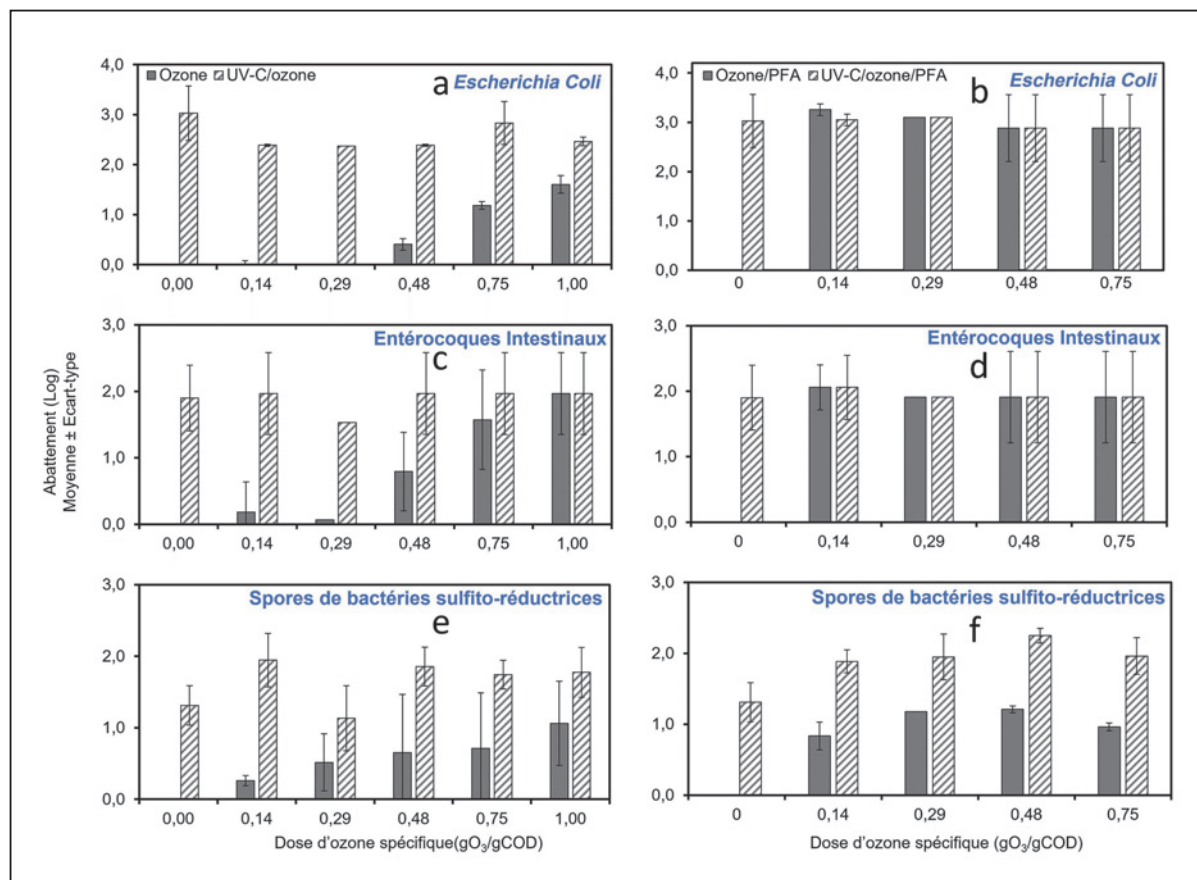 Ozone UV-C/ozone
a
Escherichia Coli
4,0
3,0
2,0
1,0
0,0
0,00 0,14 0,29 0,48 0,75 1,00
Ozone/PFA UV-C/ozone/PFA
b
Escherichia Coli
4,0
3,0
2,0
1,0
0,0
0 0,14 0,29 0,48 0,75
Abattement (Log)
Moyenne ± Ecart-type
Entérocoques Intestinaux
c
3,0
2,0
1,0
0,0
0,00 0,14 0,29 0,48 0,75 1,00
Entérocoques Intestinaux
d
3,0
2,0
1,0
0,0
0 0,14 0,29 0,48 0,75
Spores de bactéries sulfito-réductrices
e
3,0
2,0
1,0
0,0
0,00 0,14 0,29 0,48 0,75 1,00
Dose d'ozone spécifique(gO₃/gCOD)
Spores de bactéries sulfito-réductrices
f
3,0
2,0
1,0
0,0
0 0,14 0,29 0,48 0,75
Dose d'ozone spécifique (gO₃/gCOD)